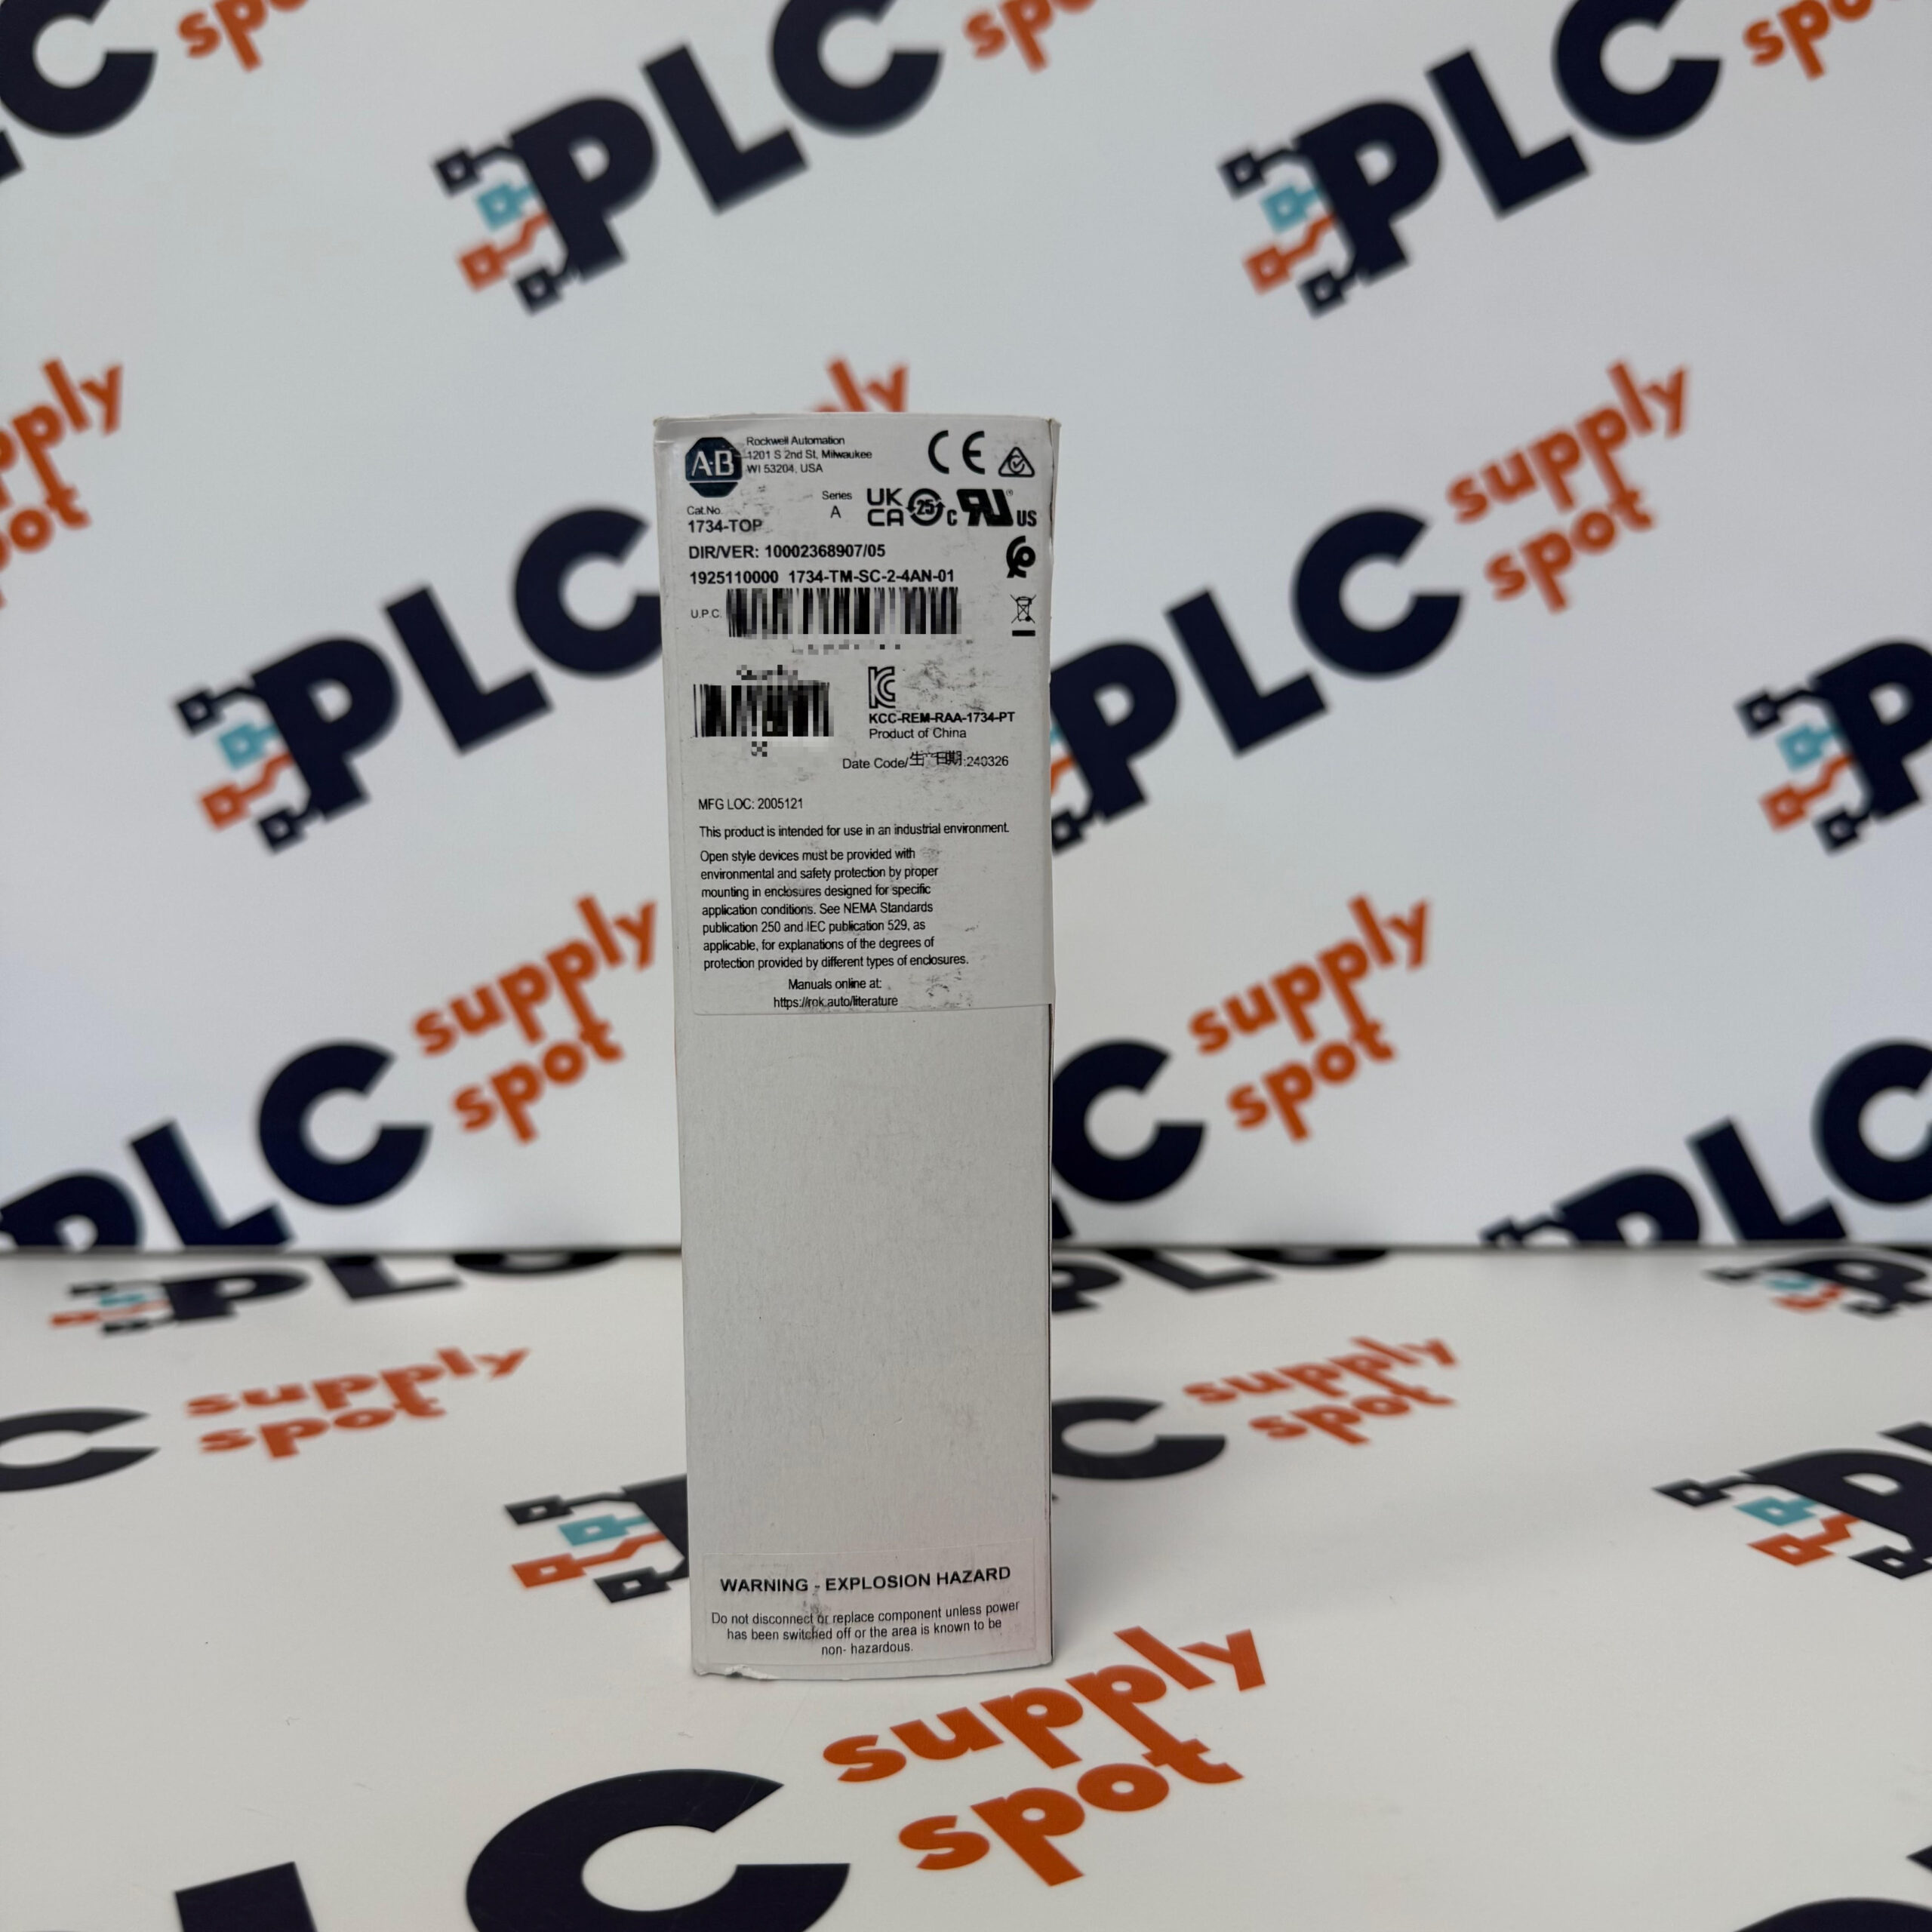 PLC
supply
spot
A·B
Rockwell Automation
1201 S 2nd St, Milwaukee
WI 53204, USA
CE
Cat.No.
1734-TOP
Series
A
UK
CA
25
c RU US
DIR/VER: 10002368907/05
1925110000 1734-TM-SC-2-4AN-01
U.P.C.
KC
KCC-REM-RAA-1734-PT
Product of China
Date Code/生产日期:240326
MFG LOC: 2005121
This product is intended for use in an industrial environment.
Open style devices must be provided with
environmental and safety protection by proper
mounting in enclosures designed for specific
application conditions. See NEMA Standards
publication 250 and IEC publication 529, as
applicable, for explanations of the degrees of
protection provided by different types of enclosures.
Manuals online at:
https://rok.auto/literature
WARNING - EXPLOSION HAZARD
Do not disconnect or replace component unless power
has been switched off or the area is known to be
non- hazardous.